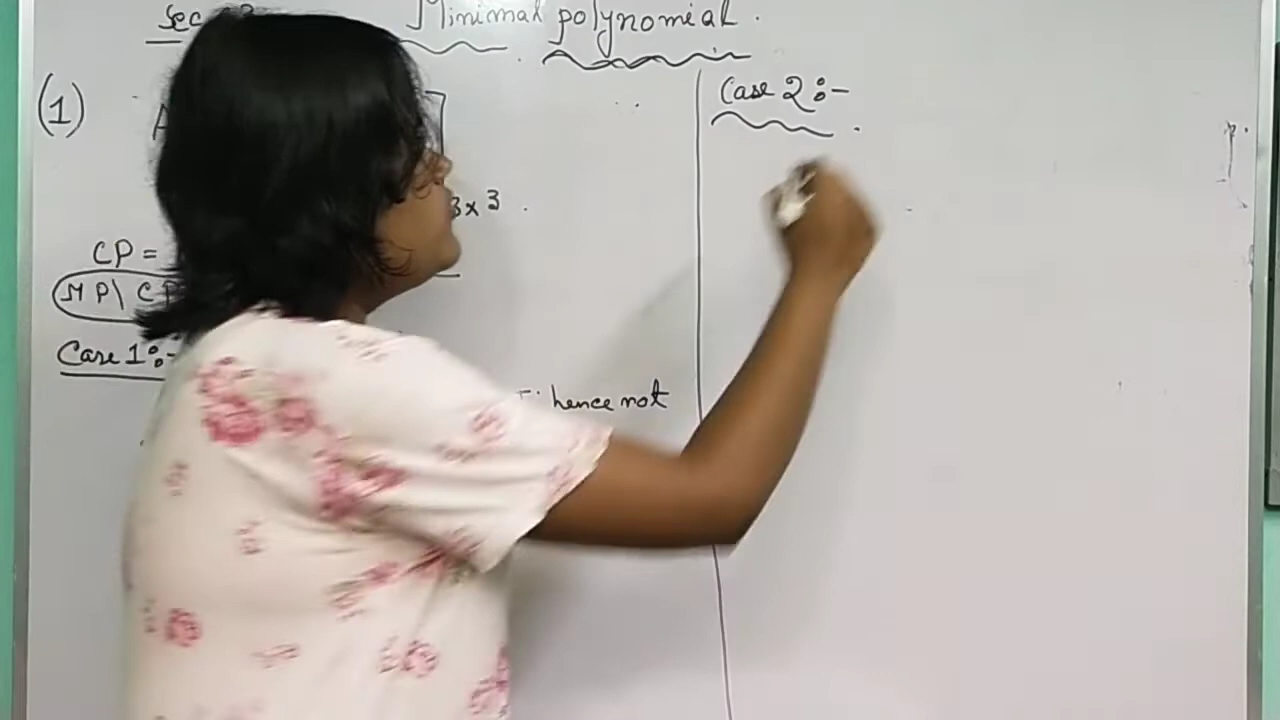 Sec
Minimal polynomial.
(1) A
3x3.
CP =
MP\ CP
Case 1:-
hence not
Case 2:-